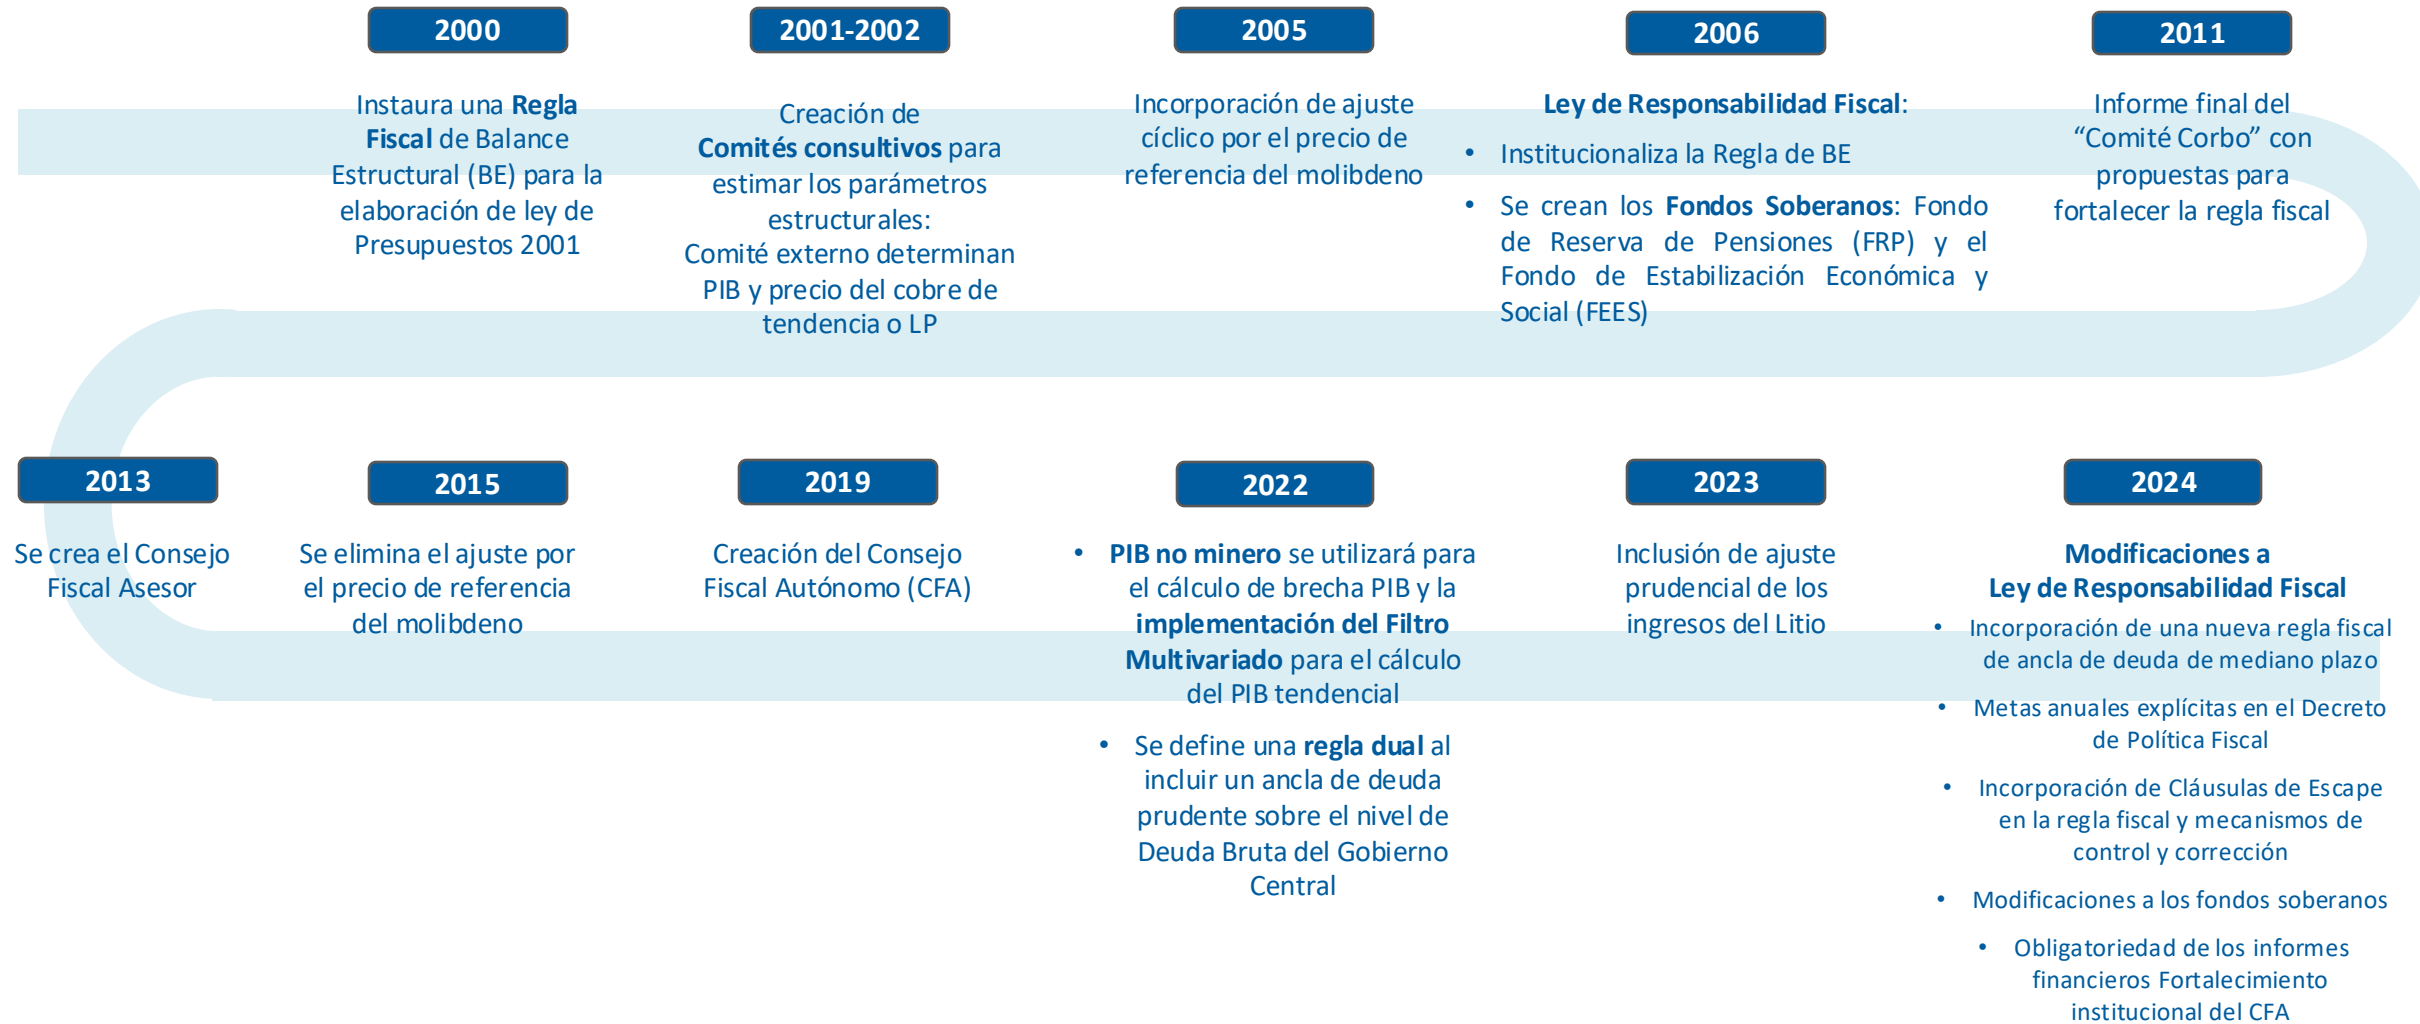 2000
Instaura una Regla
Fiscal de Balance
Estructural (BE) para la
elaboración de ley de
Presupuestos 2001
2001-2002
Creación de
Comités consultivos para
estimar los parámetros
estructurales:
Comité externo determinan
PIB y precio del cobre de
tendencia o LP
2005
Incorporación de ajuste
cíclico por el precio de
referencia del molibdeno
2006
Ley de Responsabilidad Fiscal:
• Institucionaliza la Regla de BE
• Se crean los Fondos Soberanos: Fondo
de Reserva de Pensiones (FRP) y el
Fondo de Estabilización Económica y
Social (FEES)
2011
Informe final del
“Comité Corbo” con
propuestas para
fortalecer la regla fiscal
2013
Se crea el Consejo
Fiscal Asesor
2015
Se elimina el ajuste por
el precio de referencia
del molibdeno
2019
Creación del Consejo
Fiscal Autónomo (CFA)
2022
• PIB no minero se utilizará para
el cálculo de brecha PIB y la
implementación del Filtro
Multivariado para el cálculo
del PIB tendencial
• Se define una regla dual al
incluir un ancla de deuda
prudente sobre el nivel de
Deuda Bruta del Gobierno
Central
2023
Inclusión de ajuste
prudencial de los
ingresos del Litio
2024
Modificaciones a
Ley de Responsabilidad Fiscal
• Incorporación de una nueva regla fiscal
de ancla de deuda de mediano plazo
• Metas anuales explícitas en el Decreto
de Política Fiscal
• Incorporación de Cláusulas de Escape
en la regla fiscal y mecanismos de
control y corrección
• Modificaciones a los fondos soberanos
• Obligatoriedad de los informes
financieros Fortalecimiento
institucional del CFA